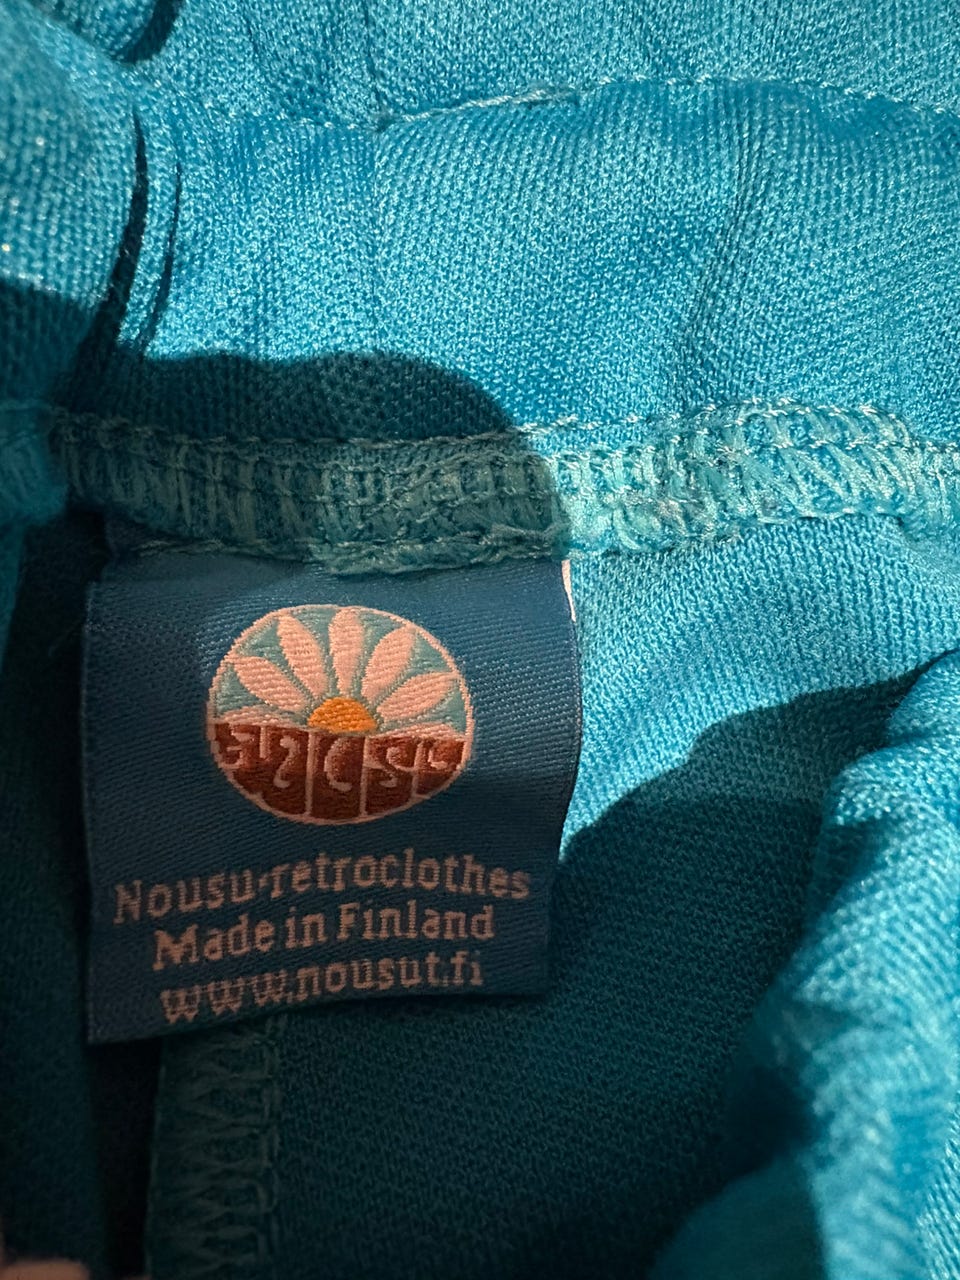 Nousu-retroclothes
Made in Finland
www.nousut.fi